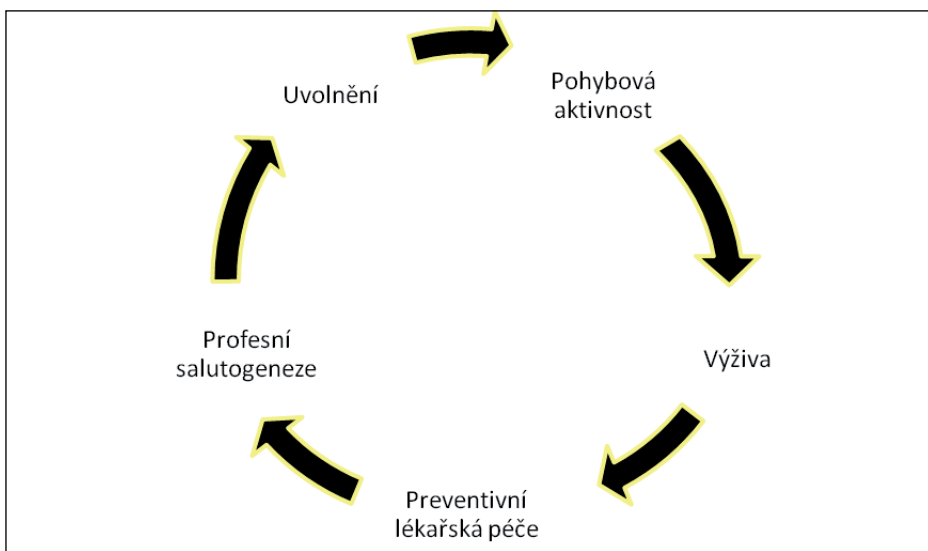 Uvolnění
Pohybová
aktivnost
Výživa
Preventivní
lékařská péče
Profesní
salutogeneze